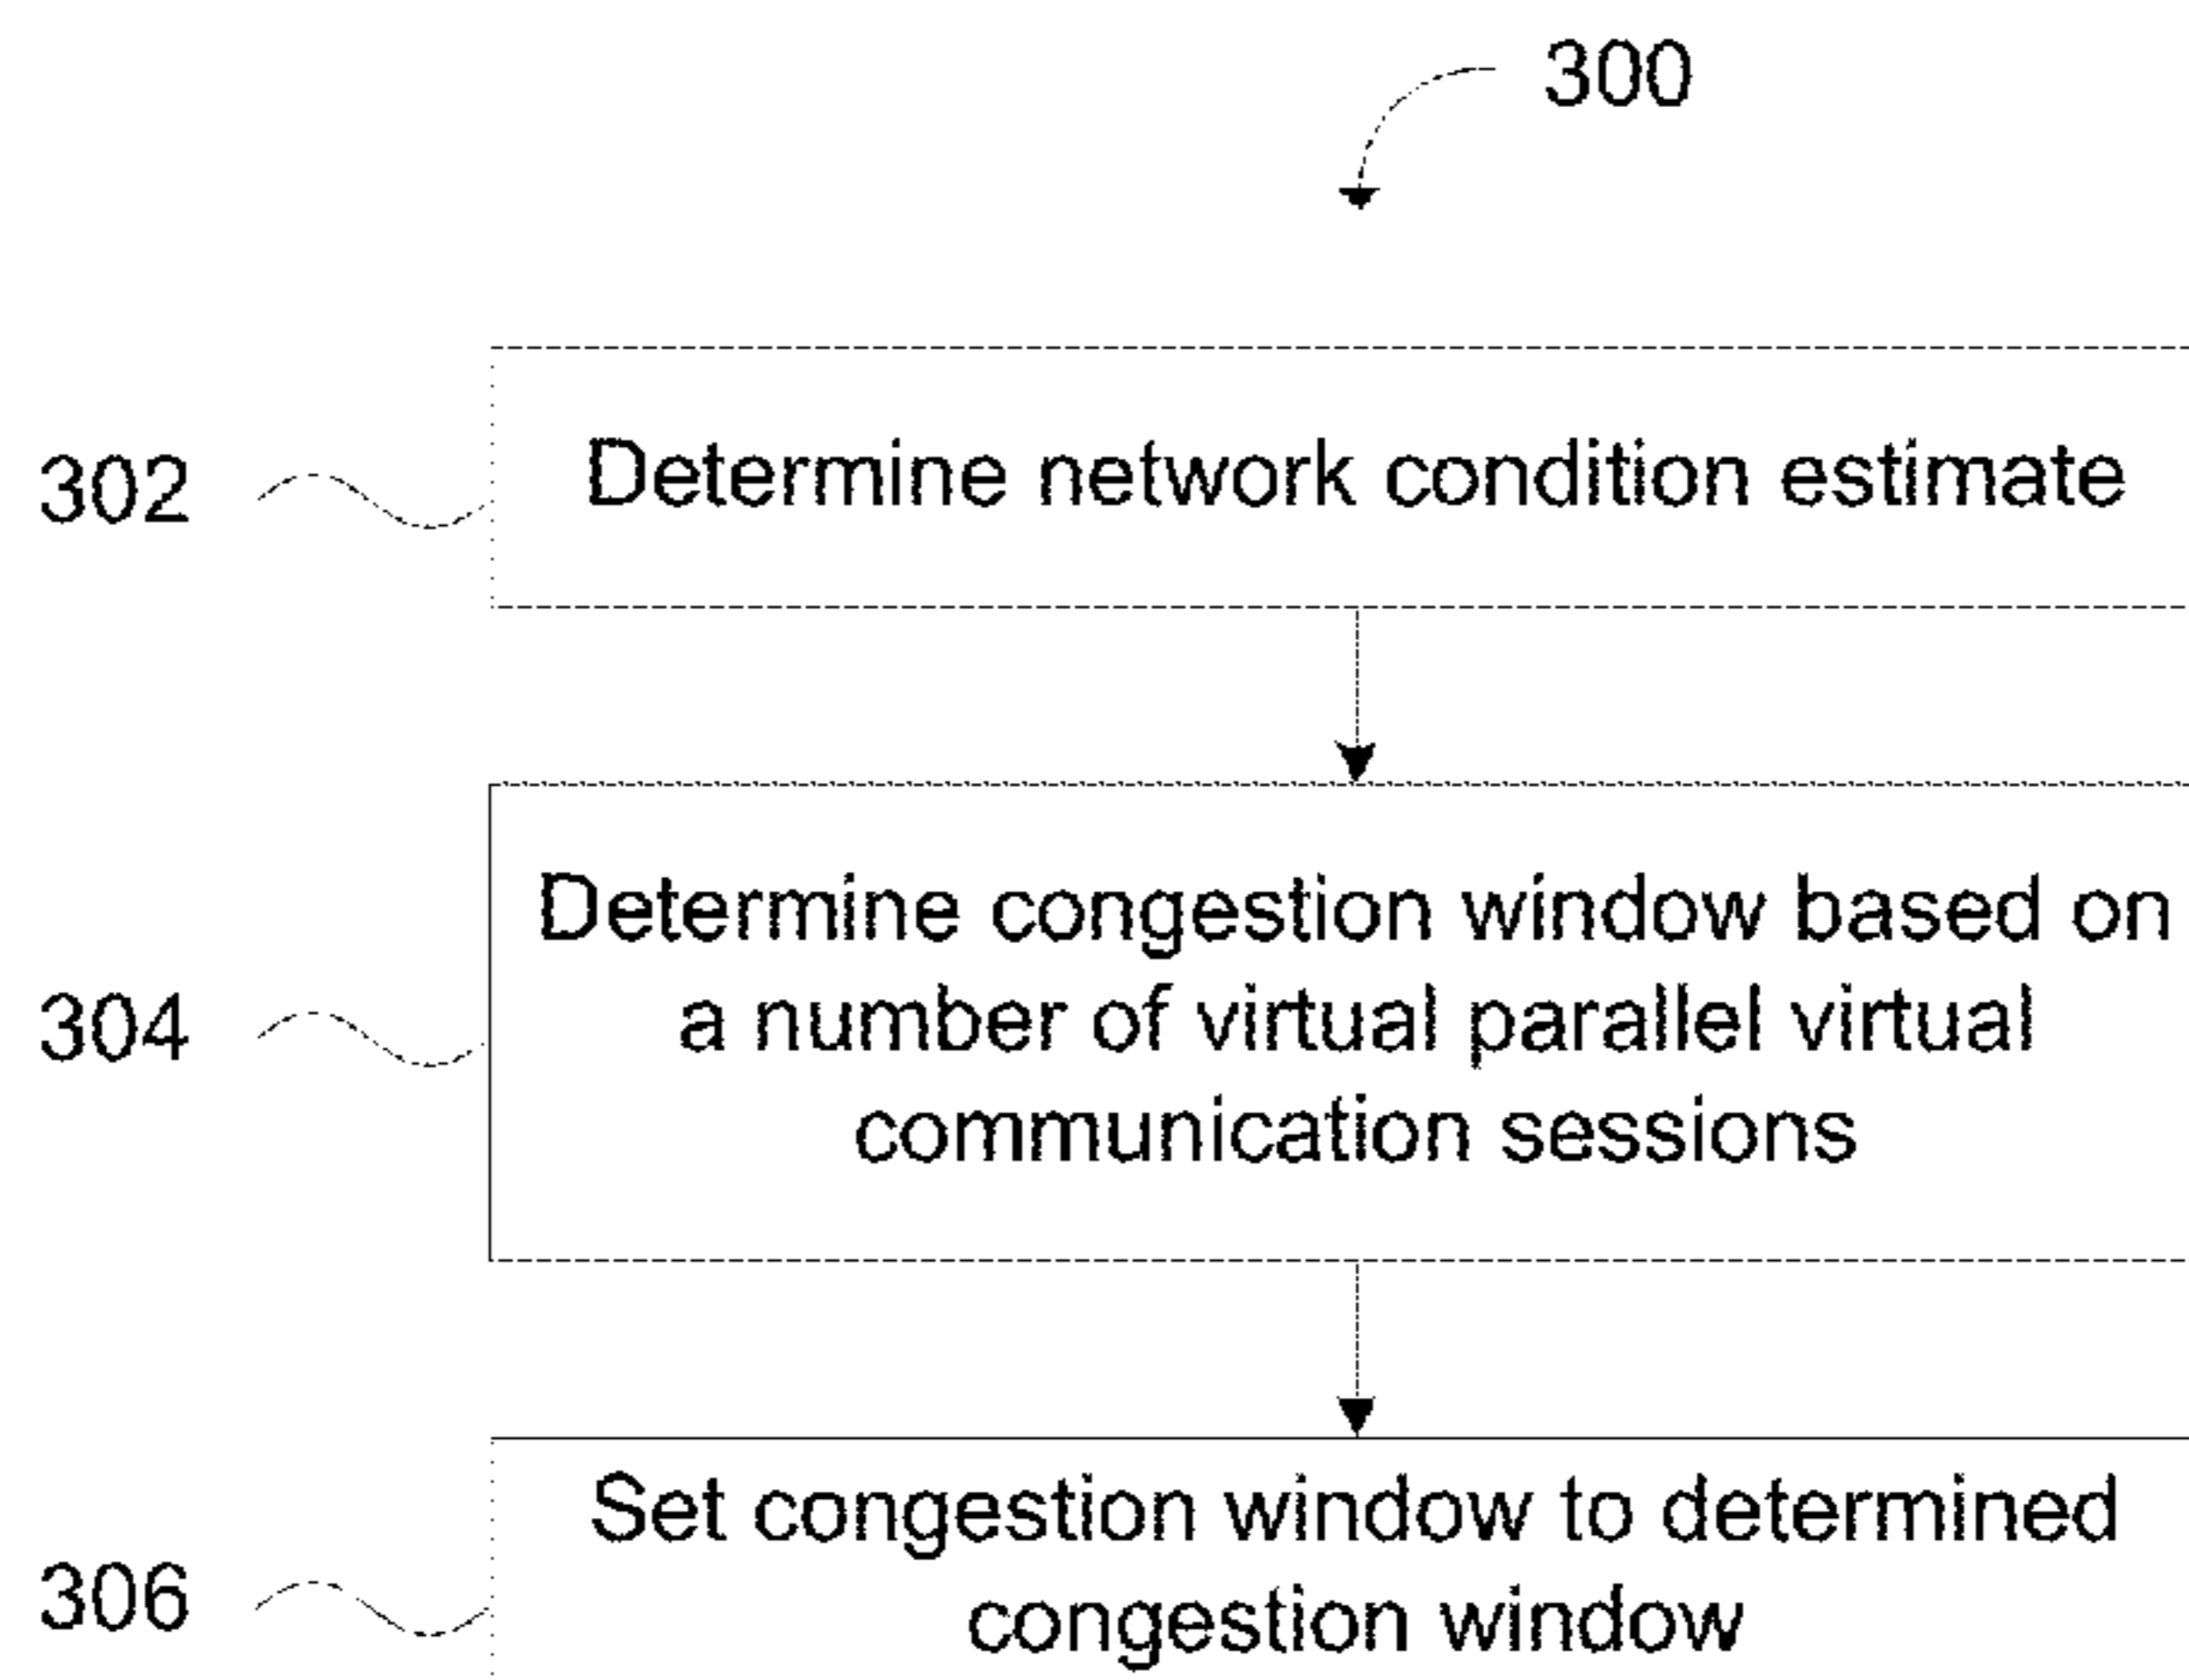 300
302
Determine network condition estimate
304
Determine congestion window based on
a number of virtual parallel virtual
communication sessions
306
Set congestion window to determined
congestion window